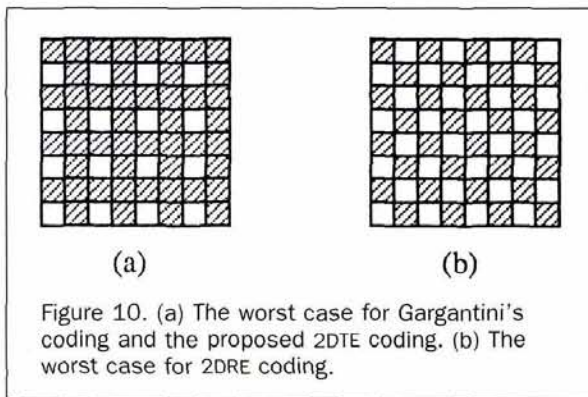 (a)
(b)
Figure 10. (a) The worst case for Gargantini's
coding and the proposed 2DTE coding. (b) The
worst case for 2DRE coding.